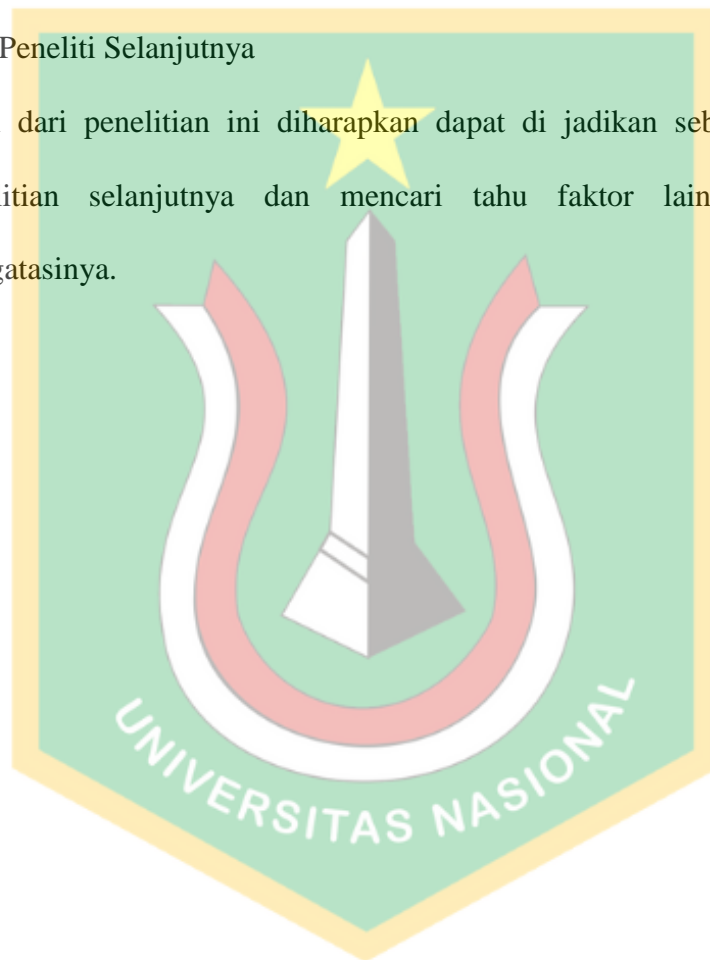 Peneliti Selanjutnya
dari penelitian ini diharapkan dapat di jadikan seb
litian selanjutnya dan mencari tahu faktor lain
gatasinya.
UNIVERSITAS NASIONAL